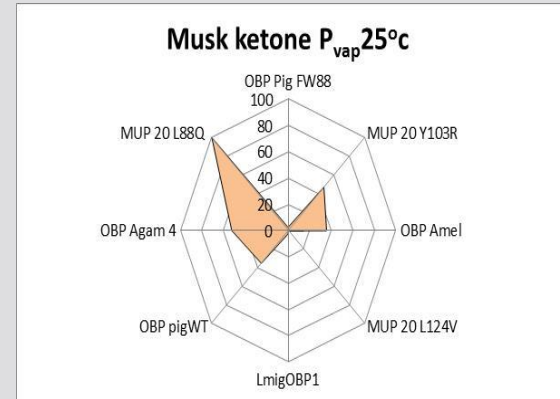 Musk ketone Pvap25°c
OBP Pig FW88
100
80
60
40
20
0
MUP 20 Y103R
OBP Amel
MUP 20 L124V
LmigOBP1
OBP pigWT
OBP Agam 4
MUP 20 L88Q